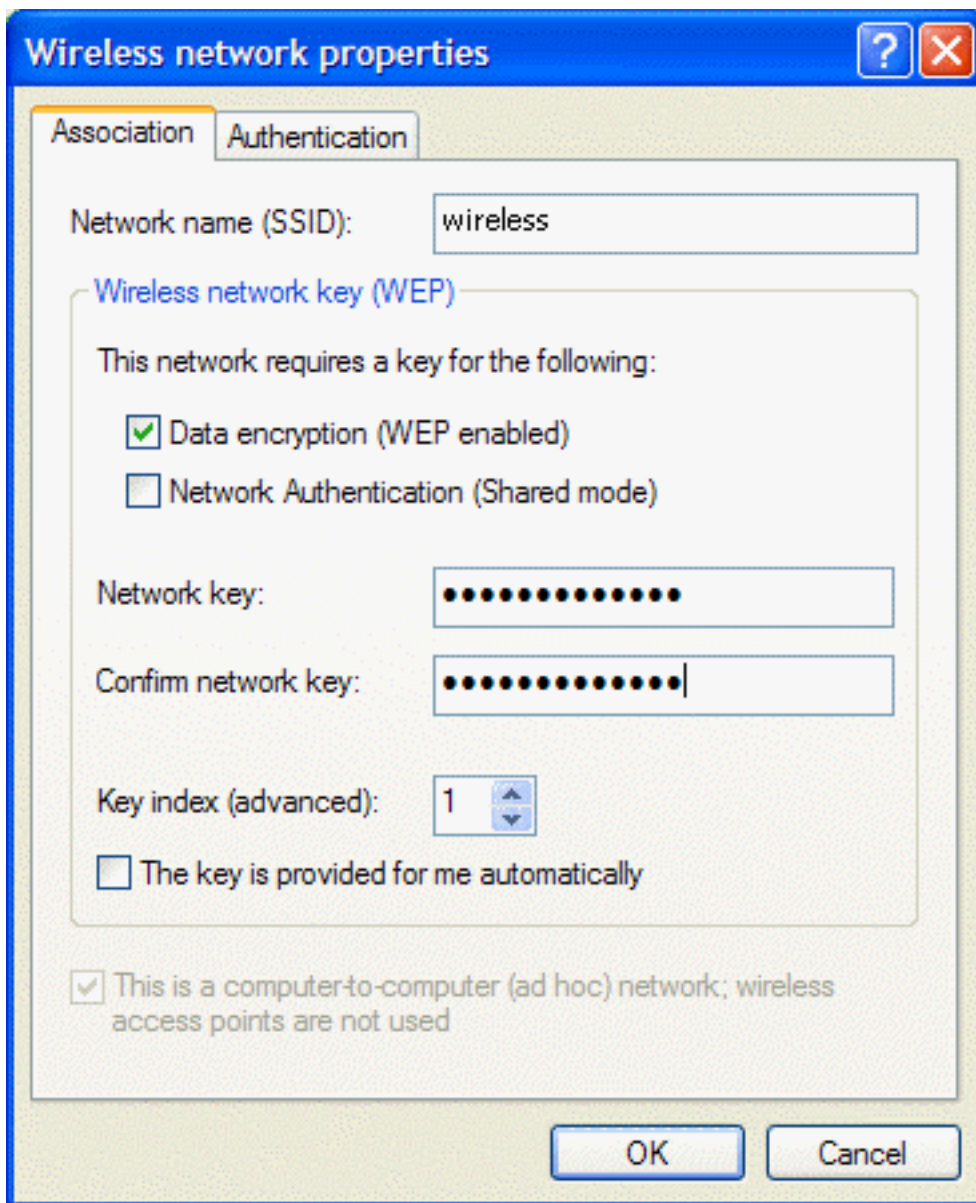 Wireless network properties
Association Authentication
Network name (SSID): wireless
Wireless network key (WEP)
This network requires a key for the following:
Data encryption (WEP enabled)
Network Authentication (Shared mode)
Network key: •••••••••••••
Confirm network key: •••••••••••••
Key index (advanced): 1
The key is provided for me automatically
This is a computer-to-computer (ad hoc) network; wireless
access points are not used
OK Cancel